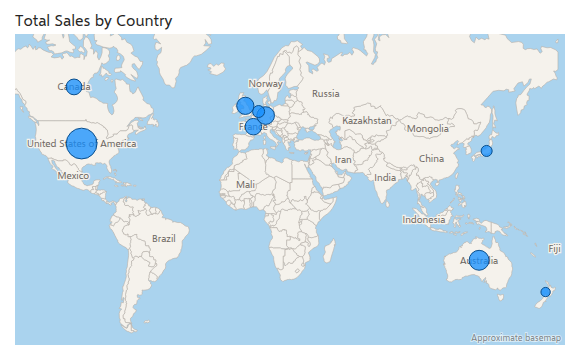 Total Sales by Country
Norway
Russia
Canada
France
Kazakhstan
Mongolia
United States of America
China
Iran
India
Mexico
Mali
Indonesia
Brazil
Fiji
Australia
Approximate basemap